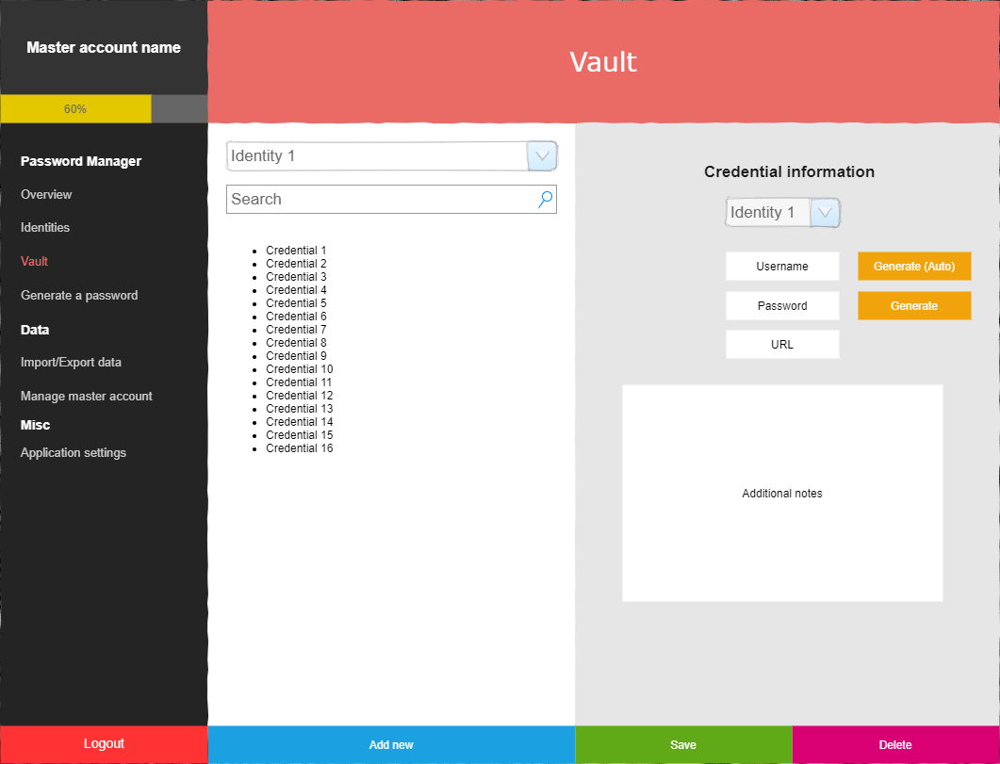 Master account name
60%
Password Manager
Overview
Identities
Vault
Generate a password
Data
Import/Export data
Manage master account
Misc
Application settings
Logout
Vault
Identity 1
Search
Credential 1
Credential 2
Credential 3
Credential 4
Credential 5
Credential 6
Credential 7
Credential 8
Credential 9
Credential 10
Credential 11
Credential 12
Credential 13
Credential 14
Credential 15
Credential 16
Add new
Credential information
Identity 1
Username
Generate (Auto)
Password
Generate
URL
Additional notes
Save
Delete